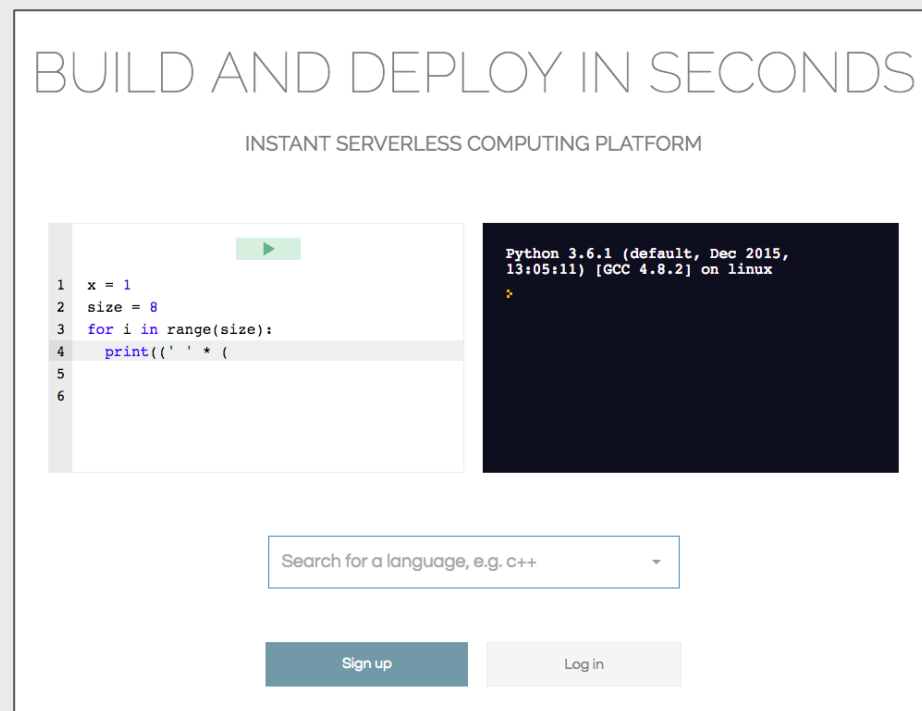 BUILD AND DEPLOY IN SECONDS
INSTANT SERVERLESS COMPUTING PLATFORM
1 x = 1
2 size = 8
3 for i in range(size):
4   print((' ' * (
5
6
Python 3.6.1 (default, Dec 2015,
13:05:11) [GCC 4.8.2] on linux
>
Search for a language, e.g. c++
Sign up
Log in